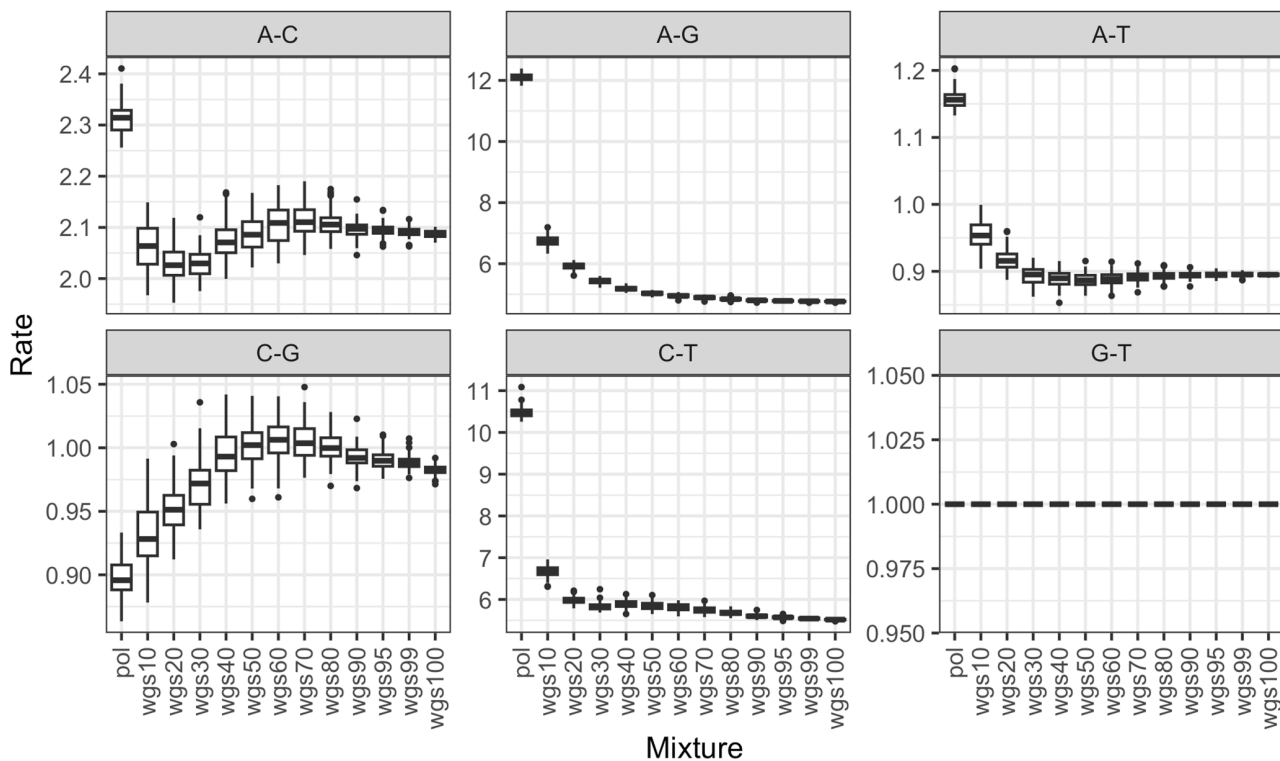 A-C
A-G
A-T
2.4
2.3
2.2
2.1
2.0
12
10
8
6
1.2
1.1
1.0
0.9
Rate
C-G
C-T
G-T
1.05
1.00
0.95
0.90
11
10
9
8
7
6
1.050
1.025
1.000
0.975
0.950
pol
wgs10
wgs20
wgs30
wgs40
wgs50
wgs60
wgs70
wgs80
wgs90
wgs95
wgs99
wgs100
pol
wgs10
wgs20
wgs30
wgs40
wgs50
wgs60
wgs70
wgs80
wgs90
wgs95
wgs99
wgs100
pol
wgs10
wgs20
wgs30
wgs40
wgs50
wgs60
wgs70
wgs80
wgs90
wgs95
wgs99
wgs100
Mixture